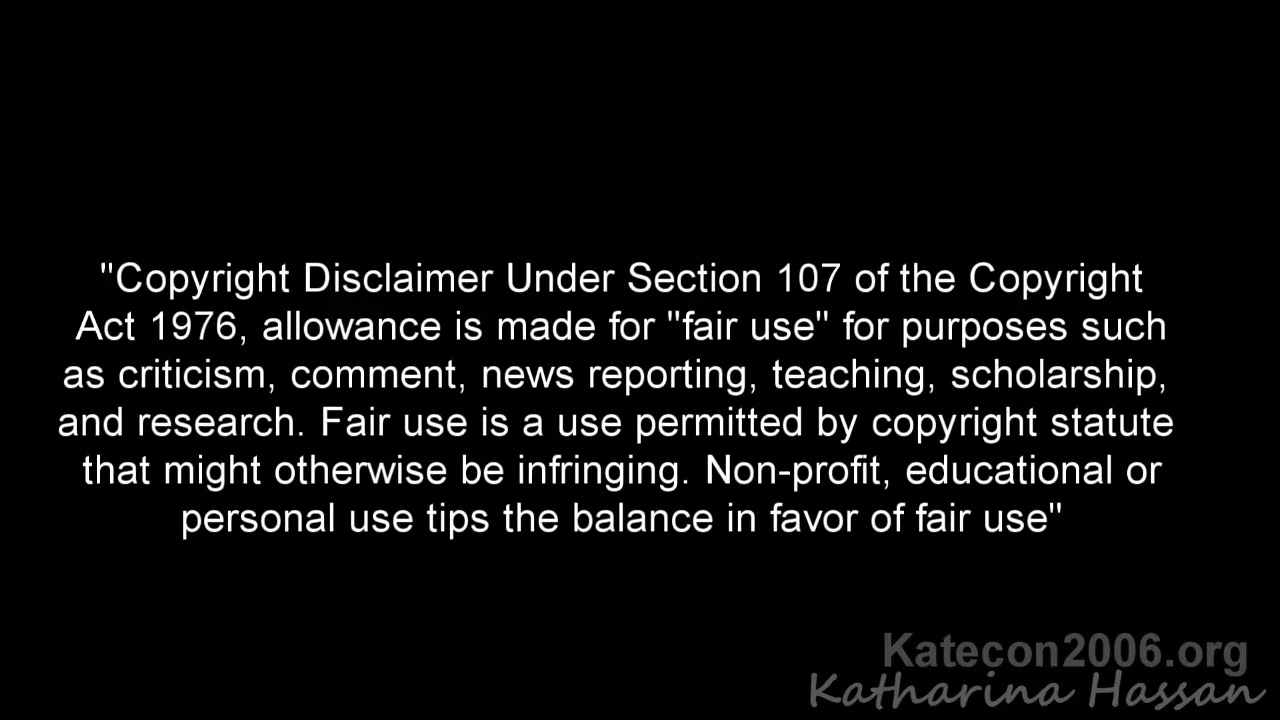 "Copyright Disclaimer Under Section 107 of the Copyright
Act 1976, allowance is made for "fair use" for purposes such
as criticism, comment, news reporting, teaching, scholarship,
and research. Fair use is a use permitted by copyright statute
that might otherwise be infringing. Non-profit, educational or
personal use tips the balance in favor of fair use"
Katecon2006.org
Katharina Hassan